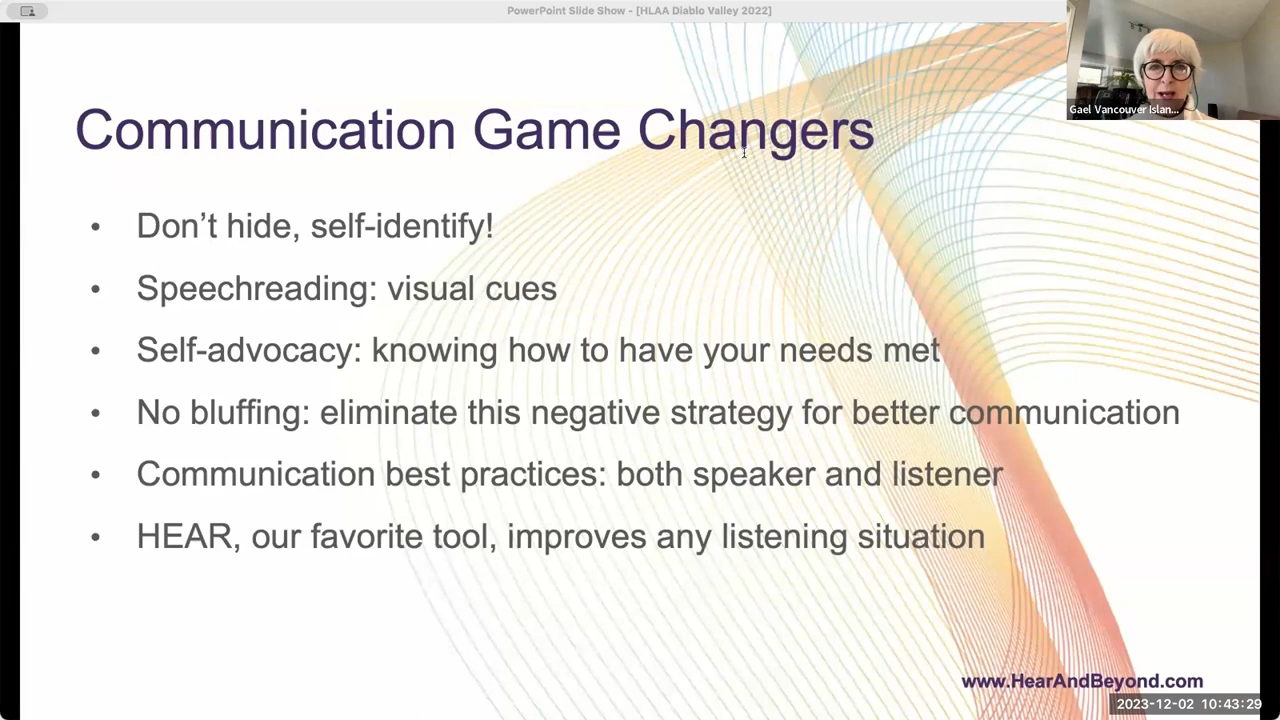 PowerPoint Slide Show - [HLAA Diablo Valley 2022]
Gael Vancouver Islan...
Communication Game Changers
• Don’t hide, self-identify!
• Speechreading: visual cues
• Self-advocacy: knowing how to have your needs met
• No bluffing: eliminate this negative strategy for better communication
• Communication best practices: both speaker and listener
• HEAR, our favorite tool, improves any listening situation
www.HearAndBeyond.com
2023-12-02 10:43:29